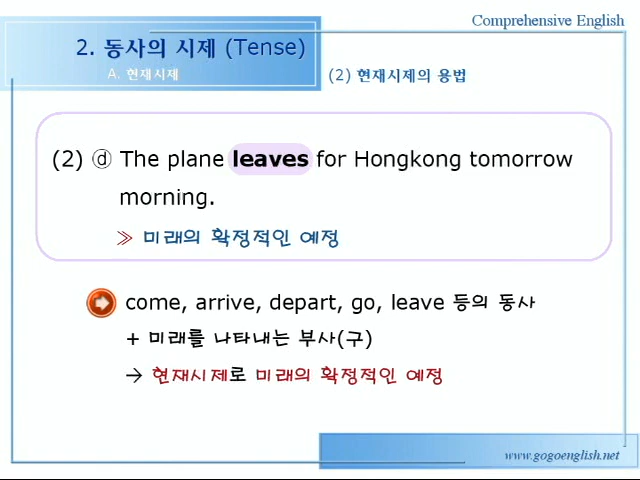 Comprehensive English
2. 동사의 시제 (Tense)
A. 현재시제
(2) 현재시제의 용법
(2) ⓓ The plane leaves for Hongkong tomorrow
morning.
≫ 미래의 확정적인 예정
come, arrive, depart, go, leave 등의 동사
+ 미래를 나타내는 부사(구)
→ 현재시제로 미래의 확정적인 예정
www.gogoenglish.net